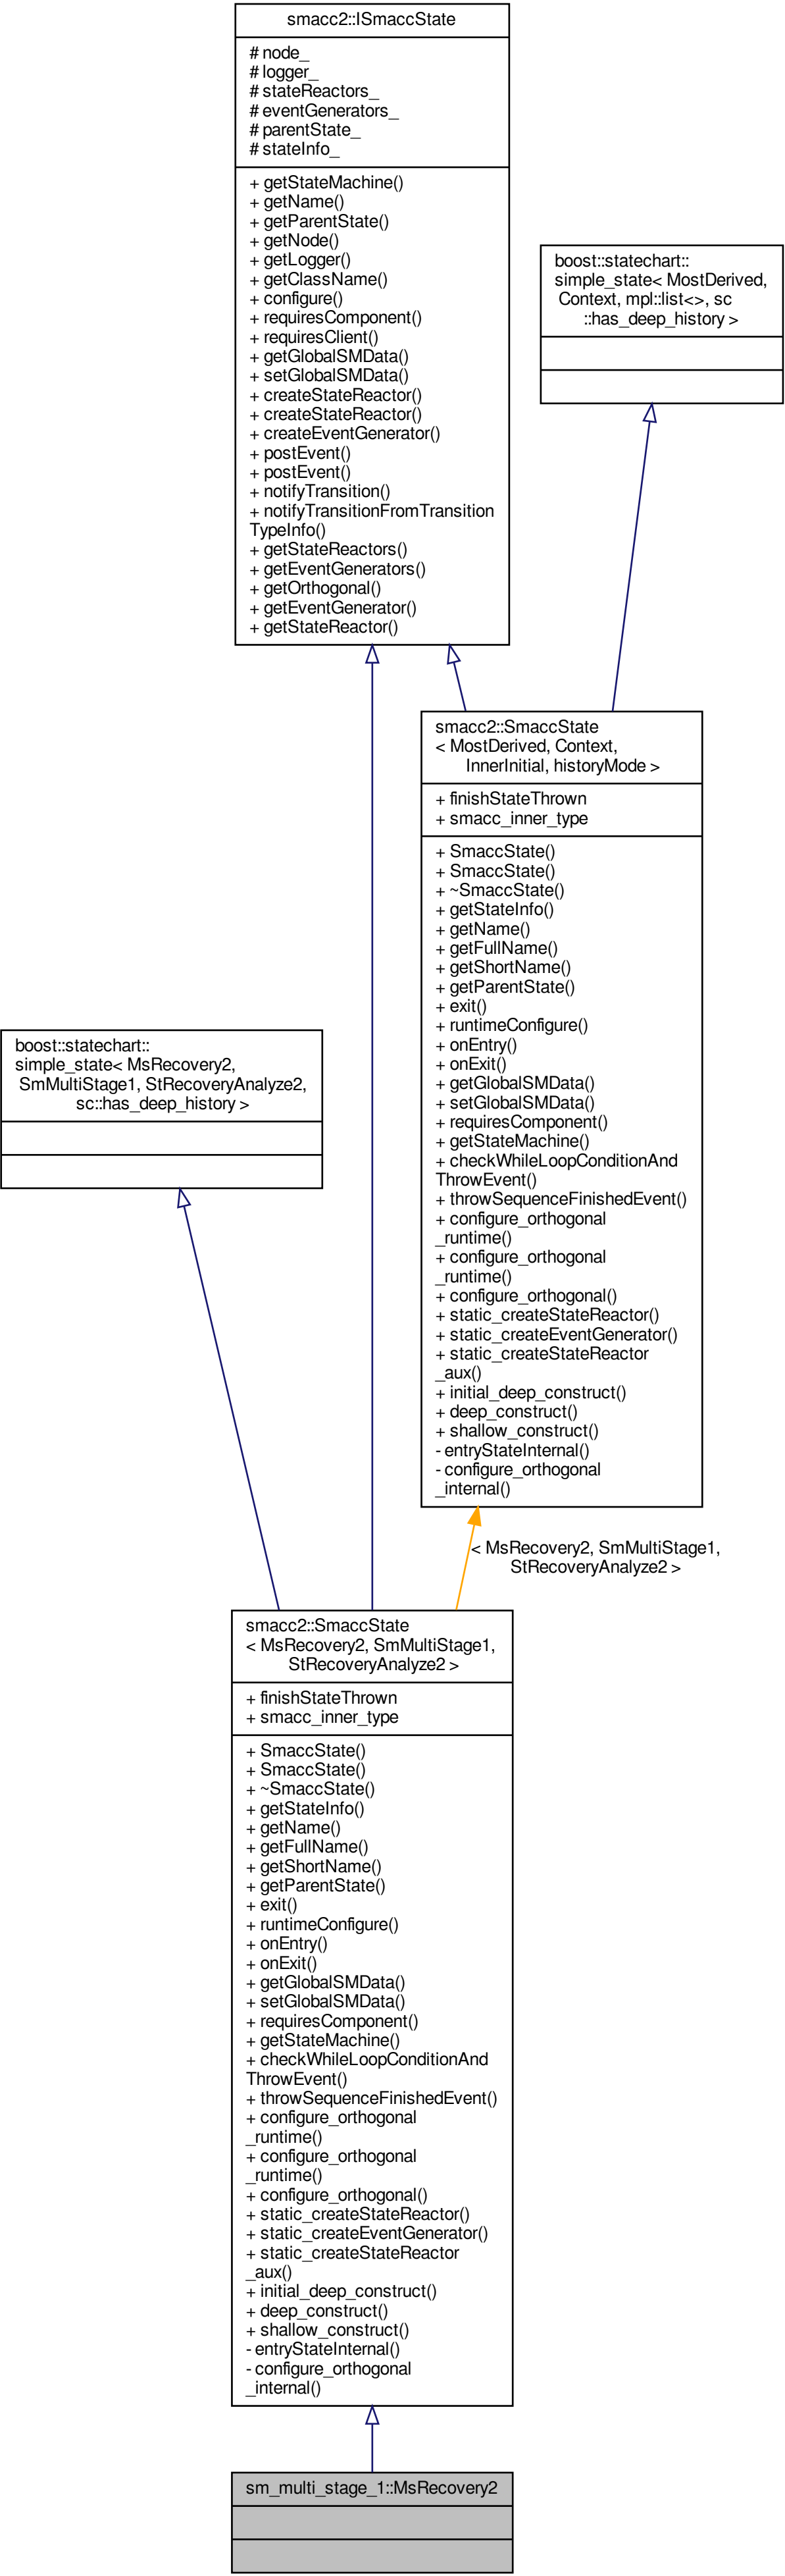 smacc2::ISmaccState
# node_
# logger_
# stateReactors_
# eventGenerators_
# parentState_
# stateInfo_
+ getStateMachine()
+ getName()
+ getParentState()
+ getNode()
+ getLogger()
+ getClassName()
+ configure()
+ requiresComponent()
+ requiresClient()
+ getGlobalSMData()
+ setGlobalSMData()
+ createStateReactor()
+ createStateReactor()
+ createEventGenerator()
+ postEvent()
+ postEvent()
+ notifyTransition()
+ notifyTransitionFromTransition
TypeInfo()
+ getStateReactors()
+ getEventGenerators()
+ getOrthogonal()
+ getEventGenerator()
+ getStateReactor()
boost::statechart::
simple_state< MostDerived,
Context, mpl::list<>, sc
::has_deep_history >
smacc2::SmaccState
< MostDerived, Context,
InnerInitial, historyMode >
+ finishStateThrown
+ smacc_inner_type
+ SmaccState()
+ SmaccState()
+ ~SmaccState()
+ getStateInfo()
+ getName()
+ getFullName()
+ getShortName()
+ getParentState()
+ exit()
+ runtimeConfigure()
+ onEntry()
+ onExit()
+ getGlobalSMData()
+ setGlobalSMData()
+ requiresComponent()
+ getStateMachine()
+ checkWhileLoopConditionAnd
ThrowEvent()
+ throwSequenceFinishedEvent()
+ configure_orthogonal
_runtime()
+ configure_orthogonal
_runtime()
+ configure_orthogonal()
+ static_createStateReactor()
+ static_createEventGenerator()
+ static_createStateReactor
_aux()
+ initial_deep_construct()
+ deep_construct()
+ shallow_construct()
- entryStateInternal()
- configure_orthogonal
_internal()
boost::statechart::
simple_state< MsRecovery2,
SmMultiStage1, StRecoveryAnalyze2,
sc::has_deep_history >
< MsRecovery2, SmMultiStage1,
StRecoveryAnalyze2 >
smacc2::SmaccState
< MsRecovery2, SmMultiStage1,
StRecoveryAnalyze2 >
+ finishStateThrown
+ smacc_inner_type
+ SmaccState()
+ SmaccState()
+ ~SmaccState()
+ getStateInfo()
+ getName()
+ getFullName()
+ getShortName()
+ getParentState()
+ exit()
+ runtimeConfigure()
+ onEntry()
+ onExit()
+ getGlobalSMData()
+ setGlobalSMData()
+ requiresComponent()
+ getStateMachine()
+ checkWhileLoopConditionAnd
ThrowEvent()
+ throwSequenceFinishedEvent()
+ configure_orthogonal
_runtime()
+ configure_orthogonal
_runtime()
+ configure_orthogonal()
+ static_createStateReactor()
+ static_createEventGenerator()
+ static_createStateReactor
_aux()
+ initial_deep_construct()
+ deep_construct()
+ shallow_construct()
- entryStateInternal()
- configure_orthogonal
_internal()
sm_multi_stage_1::MsRecovery2